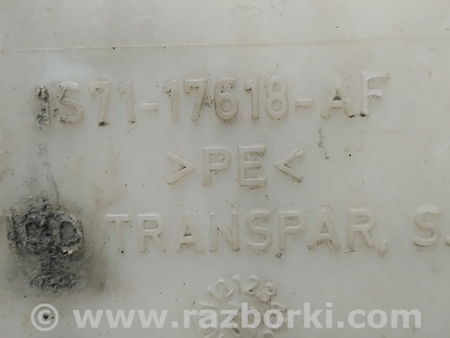 1S71-17618-AF
>PE<
TRANSPAR, S.
© www.razborki.com